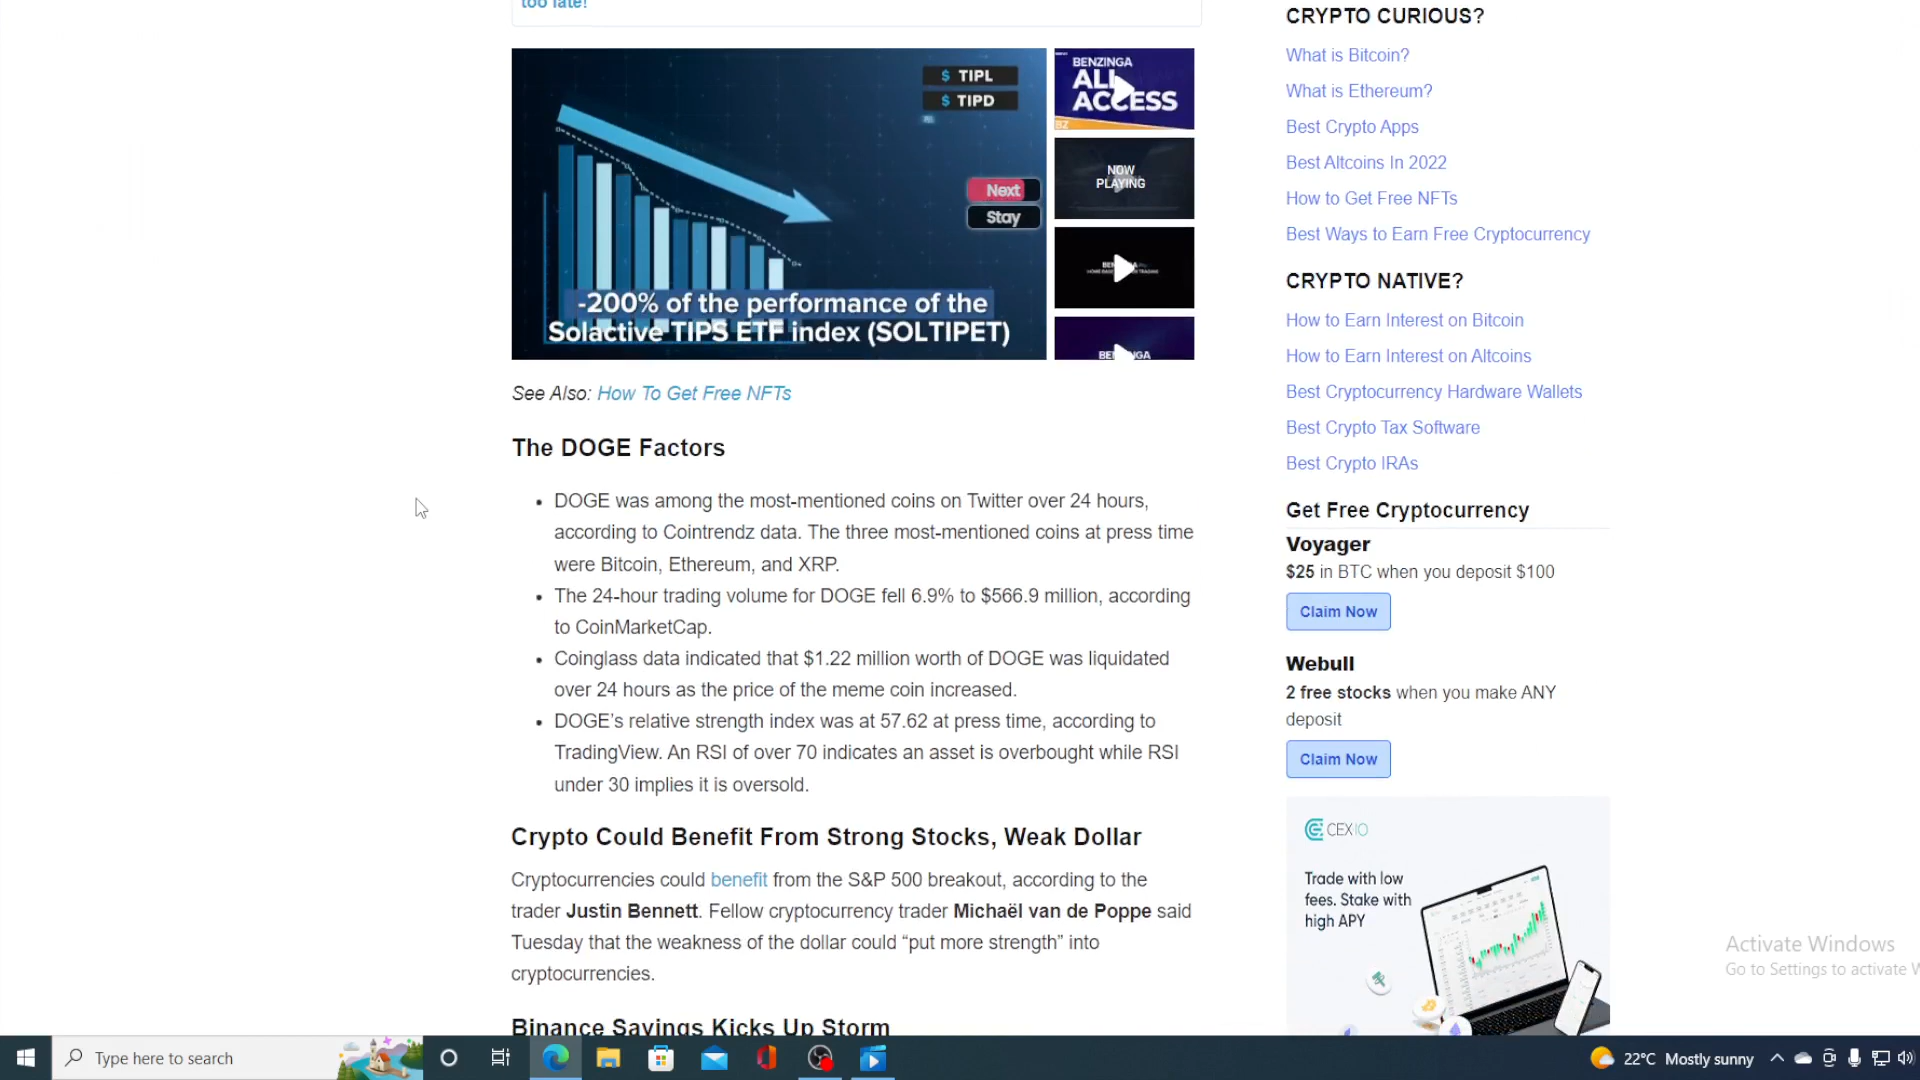 too late!
$ TIPL
$ TIPD
Next
Stay
-200% of the performance of the
Solactive TIPS ETF index (SOLTIPET)
BENZINGA
ALL
ACCESS
NOW
PLAYING
See Also: How To Get Free NFTs
The DOGE Factors
• DOGE was among the most-mentioned coins on Twitter over 24 hours,
according to Cointrendz data. The three most-mentioned coins at press time
were Bitcoin, Ethereum, and XRP.
• The 24-hour trading volume for DOGE fell 6.9% to $566.9 million, according
to CoinMarketCap.
• Coinglass data indicated that $1.22 million worth of DOGE was liquidated
over 24 hours as the price of the meme coin increased.
• DOGE’s relative strength index was at 57.62 at press time, according to
TradingView. An RSI of over 70 indicates an asset is overbought while RSI
under 30 implies it is oversold.
Crypto Could Benefit From Strong Stocks, Weak Dollar
Cryptocurrencies could benefit from the S&P 500 breakout, according to the
trader Justin Bennett. Fellow cryptocurrency trader Michaël van de Poppe said
Tuesday that the weakness of the dollar could “put more strength” into
cryptocurrencies.
Binance Savings Kicks Up Storm
CRYPTO CURIOUS?
What is Bitcoin?
What is Ethereum?
Best Crypto Apps
Best Altcoins In 2022
How to Get Free NFTs
Best Ways to Earn Free Cryptocurrency
CRYPTO NATIVE?
How to Earn Interest on Bitcoin
How to Earn Interest on Altcoins
Best Cryptocurrency Hardware Wallets
Best Crypto Tax Software
Best Crypto IRAs
Get Free Cryptocurrency
Voyager
$25 in BTC when you deposit $100
Claim Now
Webull
2 free stocks when you make ANY
deposit
Claim Now
CEX IO
Trade with low
fees. Stake with
high APY
Activate Windows
Go to Settings to activate W
Type here to search
22°C Mostly sunny